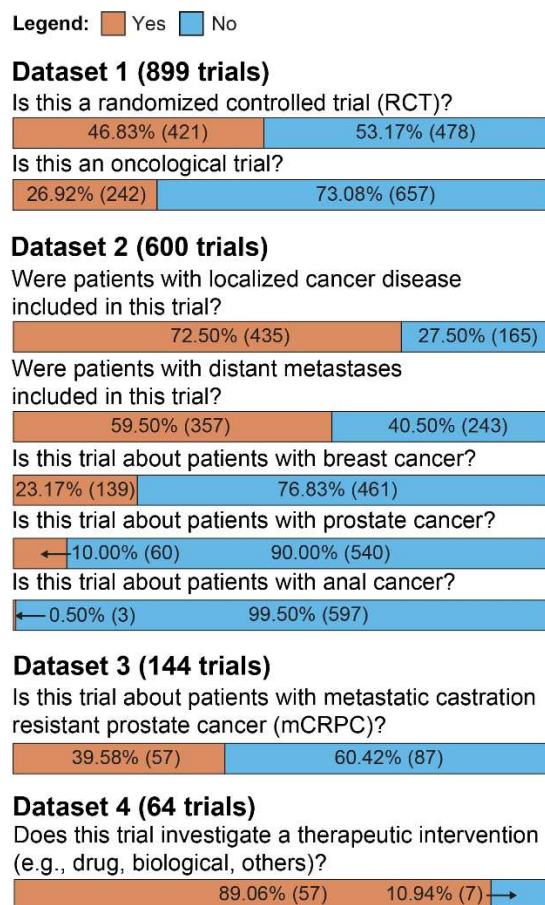 Legend: Yes No
Dataset 1 (899 trials)
Is this a randomized controlled trial (RCT)?
46.83% (421) 53.17% (478)
Is this an oncological trial?
26.92% (242) 73.08% (657)
Dataset 2 (600 trials)
Were patients with localized cancer disease
included in this trial?
72.50% (435) 27.50% (165)
Were patients with distant metastases
included in this trial?
59.50% (357) 40.50% (243)
Is this trial about patients with breast cancer?
23.17% (139) 76.83% (461)
Is this trial about patients with prostate cancer?
10.00% (60) 90.00% (540)
Is this trial about patients with anal cancer?
0.50% (3) 99.50% (597)
Dataset 3 (144 trials)
Is this trial about patients with metastatic castration
resistant prostate cancer (mCRPC)?
39.58% (57) 60.42% (87)
Dataset 4 (64 trials)
Does this trial investigate a therapeutic intervention
(e.g., drug, biological, others)?
89.06% (57) 10.94% (7)